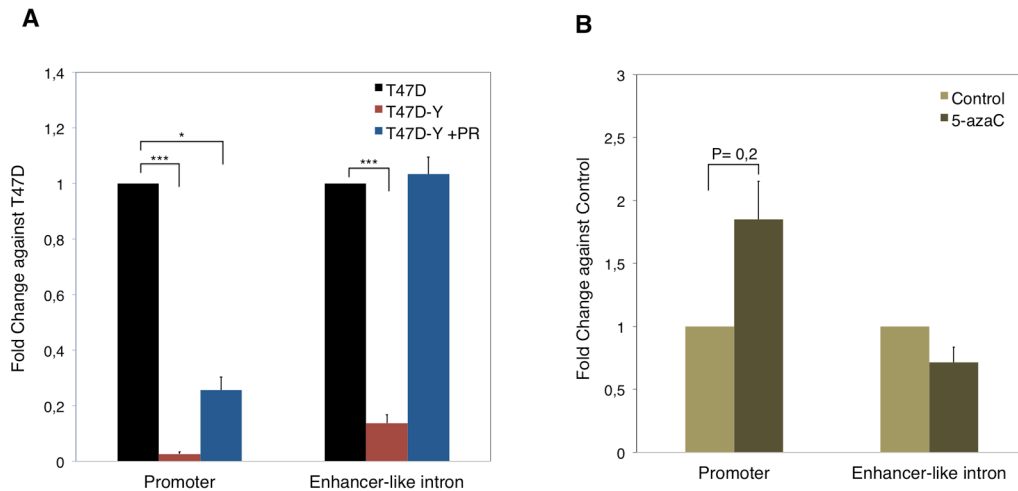 A
Fold Change against T47D
1,4
1,2
1
0,8
0,6
0,4
0,2
0
T47D
T47D-Y
T47D-Y +PR
*
***
***
Promoter
Enhancer-like intron
B
Fold Change against Control
3
2,5
2
1,5
1
0,5
0
Control
5-azaC
P= 0,2
Promoter
Enhancer-like intron